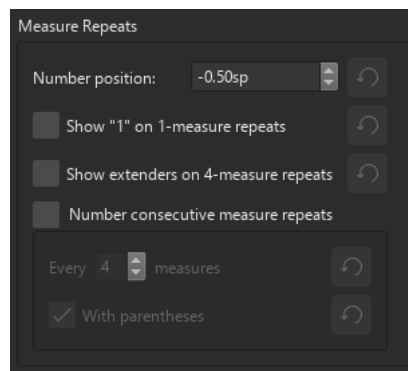 Measure Repeats
Number position: -0.50sp
Show "1" on 1-measure repeats
Show extenders on 4-measure repeats
Number consecutive measure repeats
Every 4 measures
With parentheses